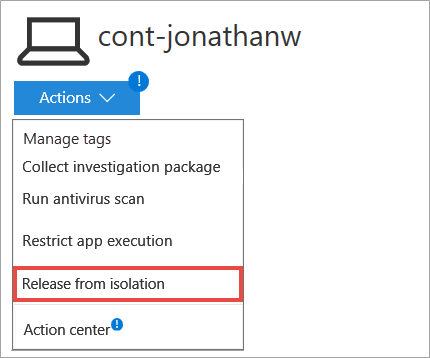 cont-jonathanw
!
Actions
Manage tags
Collect investigation package
Run antivirus scan
Restrict app execution
Release from isolation
Action center !